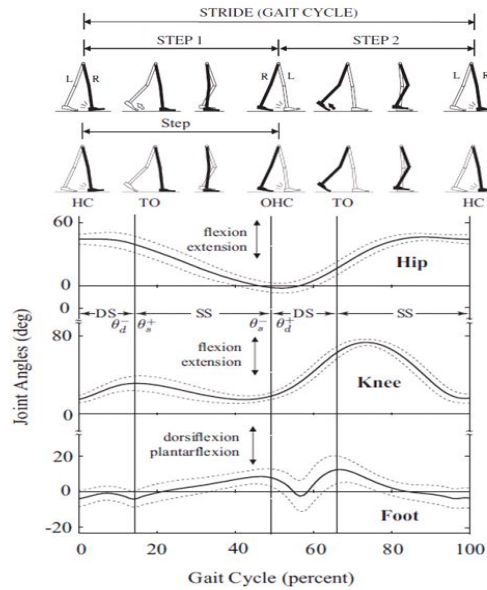 STRIDE (GAIT CYCLE)
STEP 1 STEP 2
L R R L L R
Step
HC TO OHC TO HC
60
flexion
extension
Hip
0
0
DS SS DS SS
θd− θs+ θs− θd+
80
flexion
extension
Knee
0
dorsiflexion
plantarflexion
20
0
Foot
-20
0 20 40 60 80 100
Gait Cycle (percent)
Joint Angles (deg)